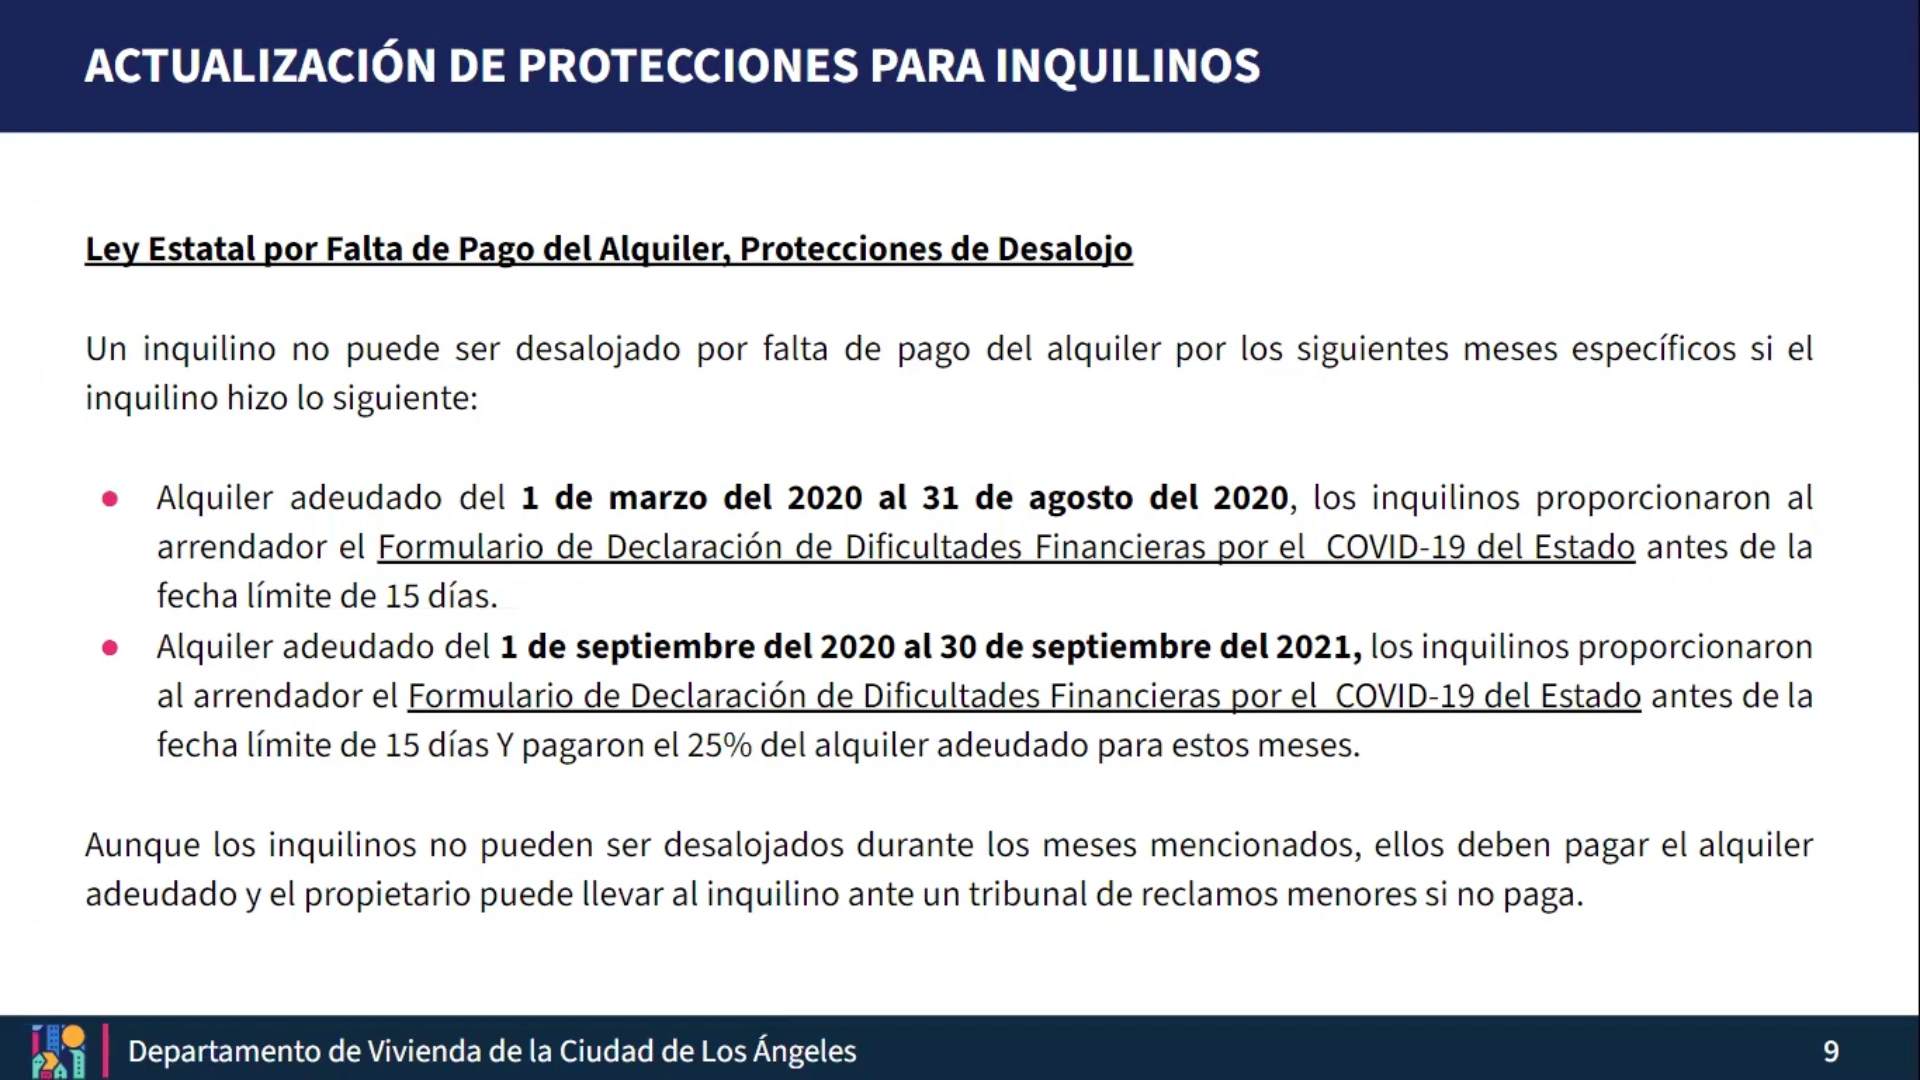 ACTUALIZACIÓN DE PROTECCIONES PARA INQUILINOS
Ley Estatal por Falta de Pago del Alquiler, Protecciones de Desalojo
Un inquilino no puede ser desalojado por falta de pago del alquiler por los siguientes meses específicos si el
inquilino hizo lo siguiente:
● Alquiler adeudado del 1 de marzo del 2020 al 31 de agosto del 2020, los inquilinos proporcionaron al
arrendador el Formulario de Declaración de Dificultades Financieras por el COVID-19 del Estado antes de la
fecha límite de 15 días.
● Alquiler adeudado del 1 de septiembre del 2020 al 30 de septiembre del 2021, los inquilinos proporcionaron
al arrendador el Formulario de Declaración de Dificultades Financieras por el COVID-19 del Estado antes de la
fecha límite de 15 días Y pagaron el 25% del alquiler adeudado para estos meses.
Aunque los inquilinos no pueden ser desalojados durante los meses mencionados, ellos deben pagar el alquiler
adeudado y el propietario puede llevar al inquilino ante un tribunal de reclamos menores si no paga.
Departamento de Vivienda de la Ciudad de Los Ángeles
9